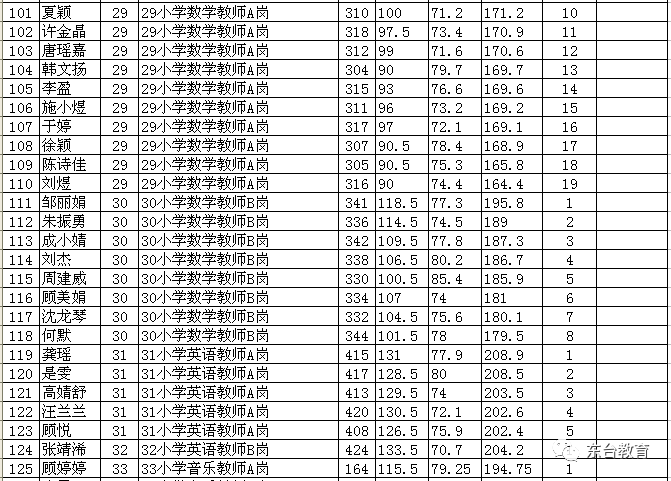 101 夏颖 29 29小学数学教师A岗 310 100 71.2 171.2 10
102 许金晶 29 29小学数学教师A岗 318 97.5 73.4 170.9 11
103 唐瑶嘉 29 29小学数学教师A岗 312 99 71.6 170.6 12
104 韩文扬 29 29小学数学教师A岗 304 90 79.7 169.7 13
105 李盈 29 29小学数学教师A岗 315 93 76.6 169.6 14
106 施小煜 29 29小学数学教师A岗 311 96 73.2 169.2 15
107 于婷 29 29小学数学教师A岗 317 97 72.1 169.1 16
108 徐颖 29 29小学数学教师A岗 307 90.5 78.4 168.9 17
109 陈诗佳 29 29小学数学教师A岗 305 90.5 75.3 165.8 18
110 刘煜 29 29小学数学教师A岗 316 90 74.4 164.4 19
111 邹丽娟 30 30小学数学教师B岗 341 118.5 77.3 195.8 1
112 朱振勇 30 30小学数学教师B岗 336 114.5 74.5 189 2
113 成小婧 30 30小学数学教师B岗 342 109.5 77.8 187.3 3
114 刘杰 30 30小学数学教师B岗 338 106.5 80.2 186.7 4
115 周建威 30 30小学数学教师B岗 330 100.5 85.4 185.9 5
116 顾美娟 30 30小学数学教师B岗 334 107 74 181 6
117 沈龙琴 30 30小学数学教师B岗 332 104.5 75.6 180.1 7
118 何默 30 30小学数学教师B岗 344 101.5 78 179.5 8
119 龚瑶 31 31小学英语教师A岗 415 131 77.9 208.9 1
120 是雯 31 31小学英语教师A岗 417 128.5 80 208.5 2
121 高婧舒 31 31小学英语教师A岗 413 129.5 74 203.5 3
122 汪兰兰 31 31小学英语教师A岗 420 130.5 72.1 202.6 4
123 顾悦 31 31小学英语教师A岗 408 126.5 75.9 202.4 5
124 张靖浠 32 32小学英语教师B岗 424 133.5 70.7 204.2
125 顾婷婷 33 33小学音乐教师A岗 164 115.5 79.25 194.75 1
东台教育